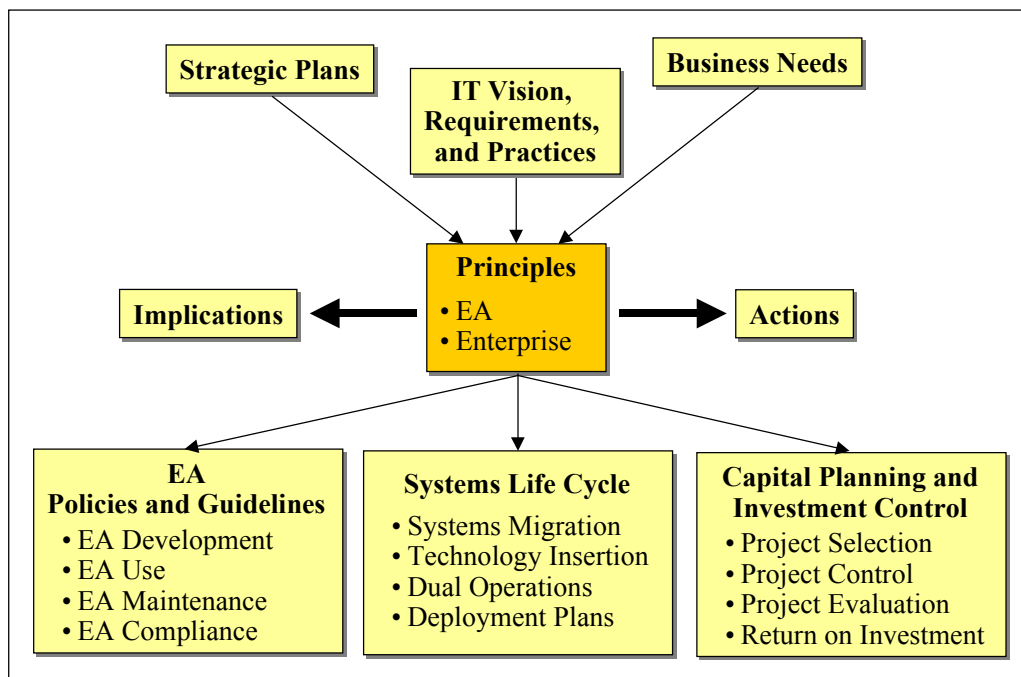 Strategic Plans
IT Vision,
Requirements,
and Practices
Business Needs
Principles
• EA
• Enterprise
Implications
Actions
EA
Policies and Guidelines
• EA Development
• EA Use
• EA Maintenance
• EA Compliance
Systems Life Cycle
• Systems Migration
• Technology Insertion
• Dual Operations
• Deployment Plans
Capital Planning and
Investment Control
• Project Selection
• Project Control
• Project Evaluation
• Return on Investment